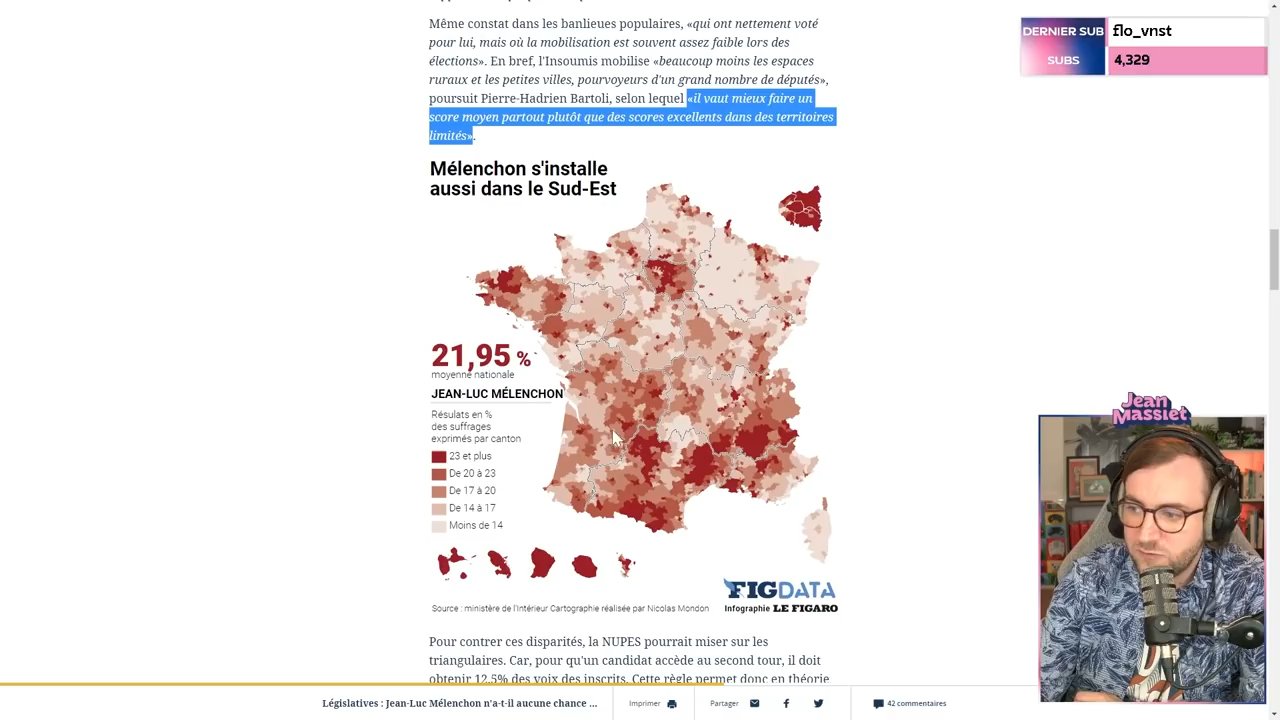 Même constat dans les banlieues populaires, «qui ont nettement voté
pour lui, mais où la mobilisation est souvent assez faible lors des
élections». En bref, l'Insoumis mobilise «beaucoup moins les espaces
ruraux et les petites villes, pourvoyeurs d'un grand nombre de députés»,
poursuit Pierre-Hadrien Bartoli, selon lequel «il vaut mieux faire un
score moyen partout plutôt que des scores excellents dans des territoires
limités».
Mélenchon s'installe
aussi dans le Sud-Est
21,95 %
moyenne nationale
JEAN-LUC MÉLENCHON
Résulats en %
des suffrages
exprimés par canton
23 et plus
De 20 à 23
De 17 à 20
De 14 à 17
Moins de 14
FIGDATA
Infographie LE FIGARO
Source : ministère de l'Intérieur Cartographie réalisée par Nicolas Mondon
Pour contrer ces disparités, la NUPES pourrait miser sur les
triangulaires. Car, pour qu'un candidat accède au second tour, il doit
obtenir 12,5% des voix des inscrits. Cette règle permet donc en théorie
Législatives : Jean-Luc Mélenchon n'a-t-il aucune chance ...
Imprimer
Partager
42 commentaires
DERNIER SUB
flo_vnst
SUBS
4,329
Jean
Massiet